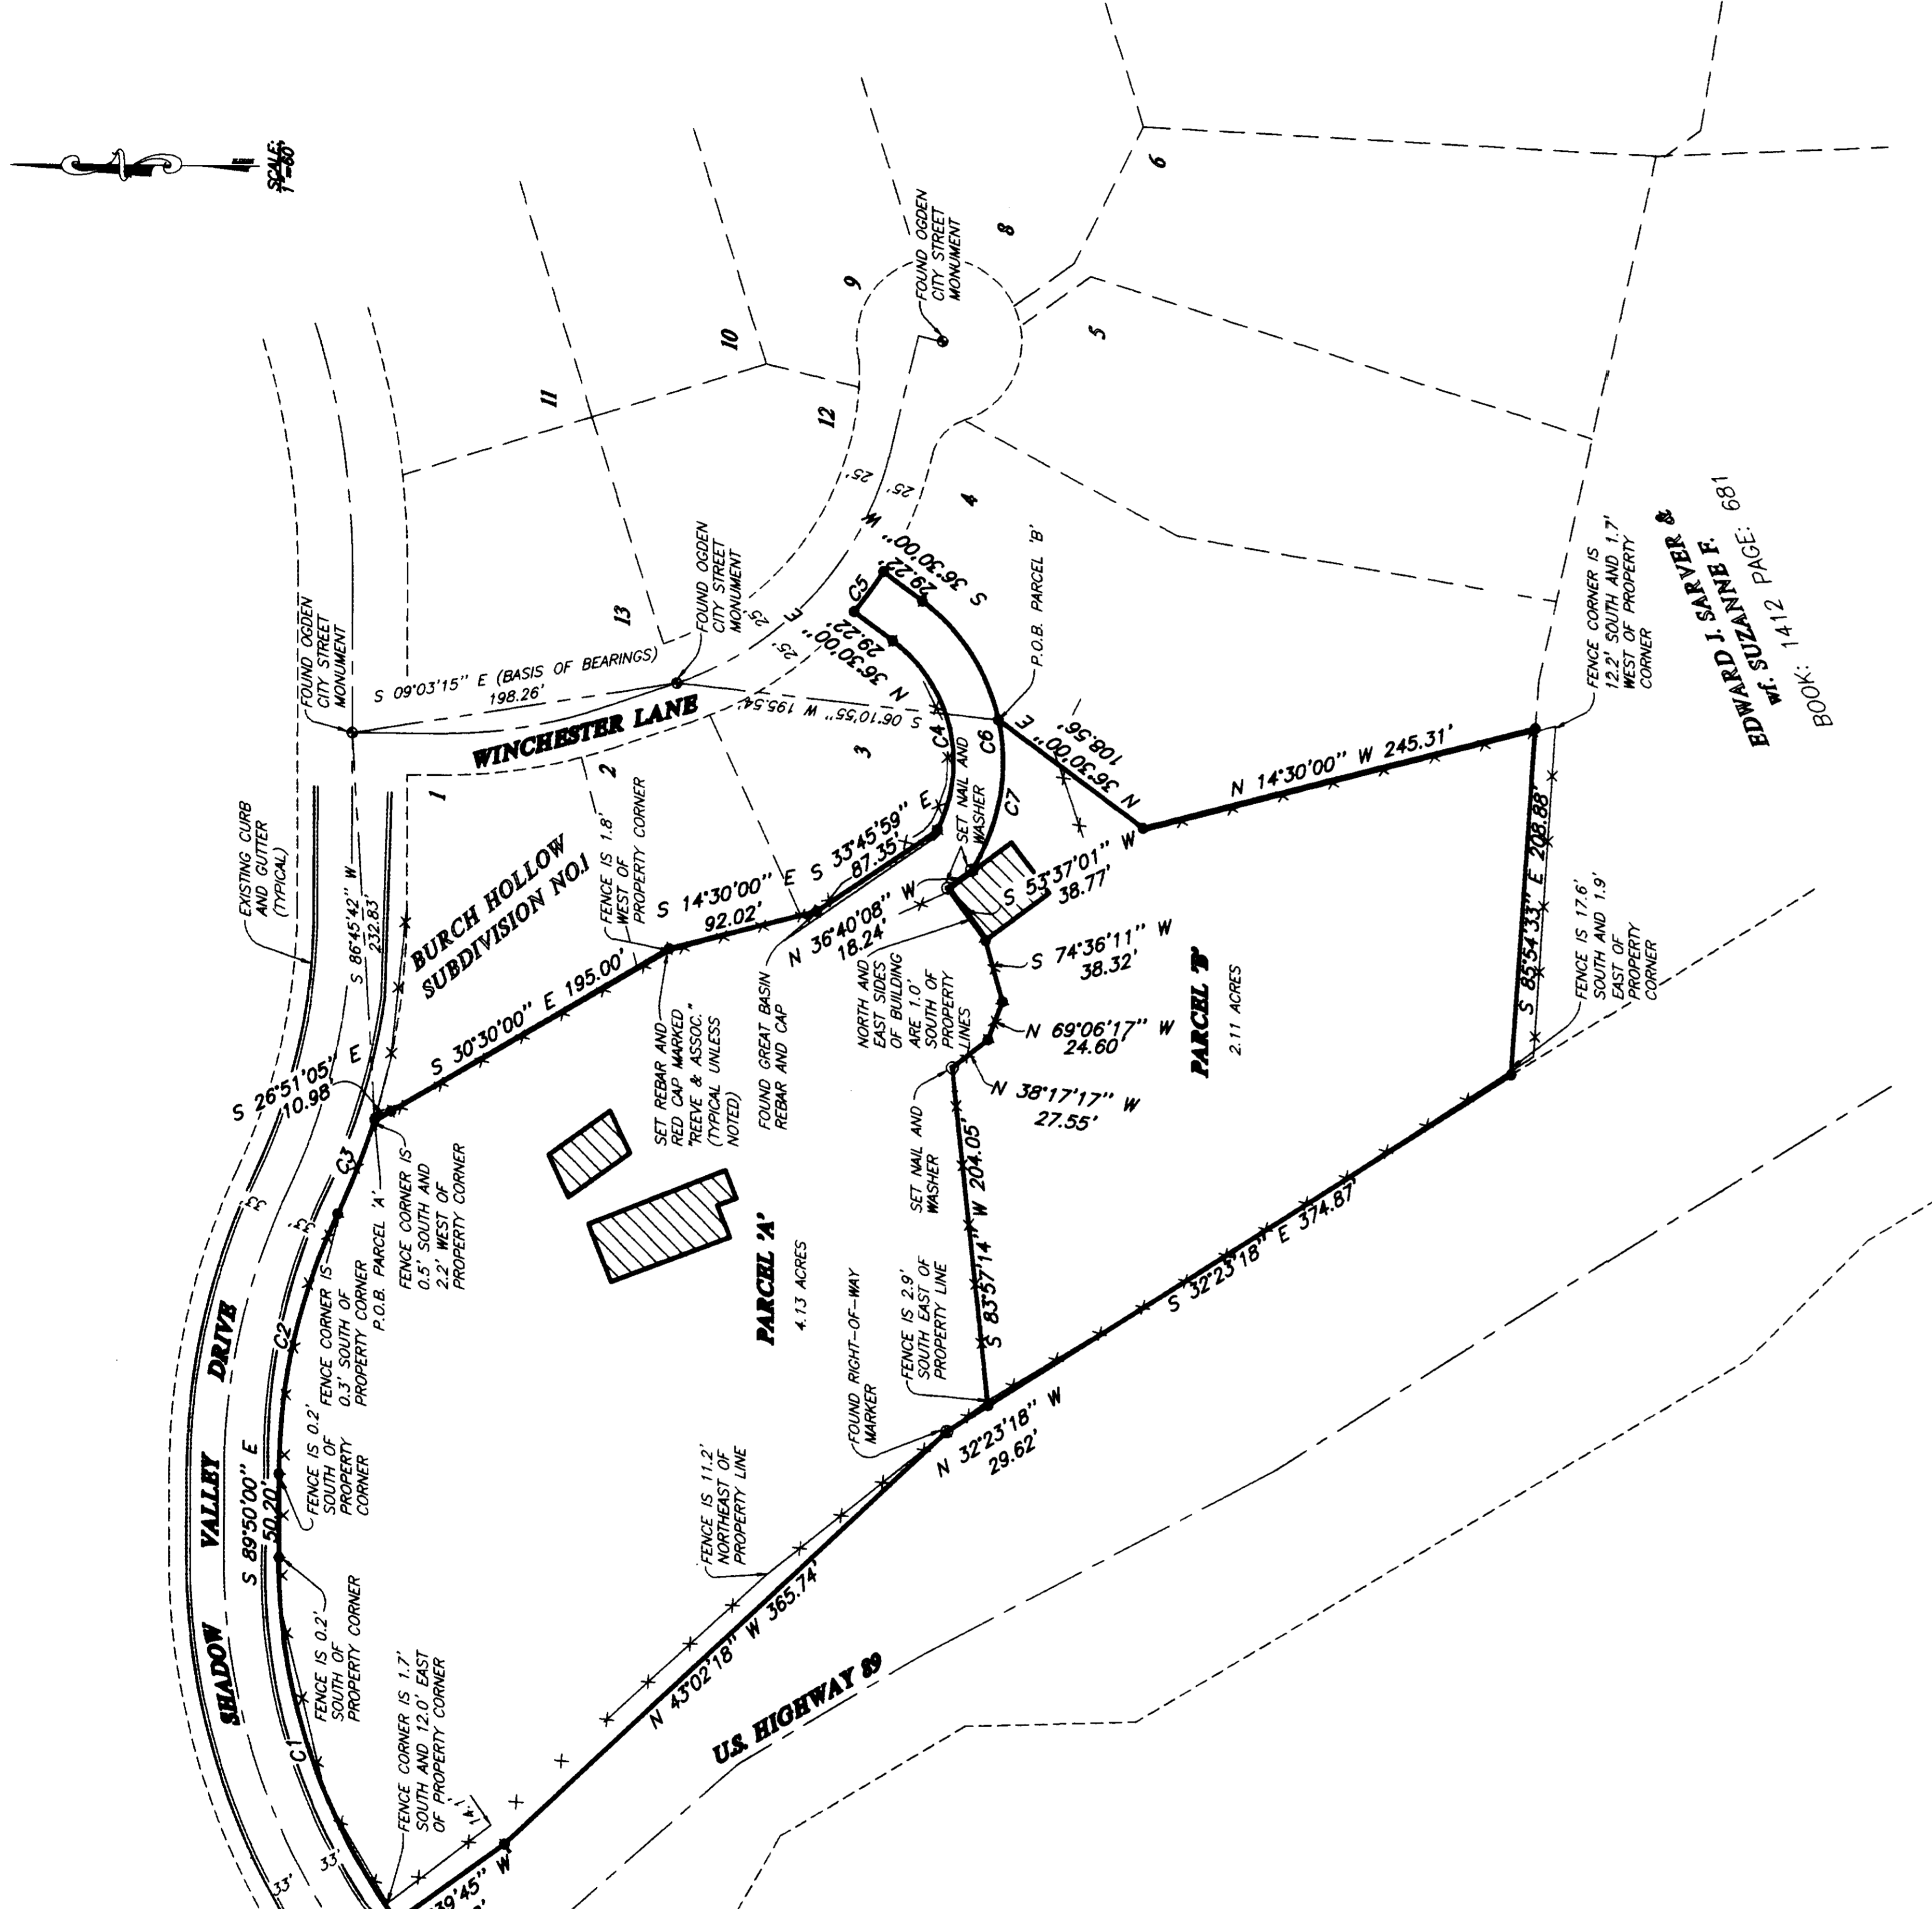 SCALE:
1"=60'
FOUND OGDEN
CITY STREET
MONUMENT
6
8
9
5
10
11
12
13
4
25'
25'
25'
25'
FOUND OGDEN
CITY STREET
MONUMENT
FOUND OGDEN
CITY STREET
MONUMENT
S 09°03'15" E (BASIS OF BEARINGS)
198.26'
S 06°10'55" W 195.54'
WINCHESTER LANE
1
2
3
EXISTING CURB
AND GUTTER
(TYPICAL)
S 86°45'42" W
232.83'
BURCH HOLLOW
SUBDIVISION NO.1
FENCE IS 1.8'
WEST OF
PROPERTY CORNER
S 14°30'00" E
92.02'
S 33°45'59" E
87.35'
S 30°30'00" E 195.00'
S 26°51'05" E
10.98'
C5
S 36°30'00" W
29.22'
N 36°30'00" E
29.22'
C4
C6
C7
P.O.B. PARCEL 'B'
SET NAIL AND
WASHER
N 36°30'00" E
108.56'
N 14°30'00" W 245.31'
FENCE CORNER IS
12.2' SOUTH AND 1.7'
WEST OF PROPERTY
CORNER
EDWARD J. SARVER &
wf. SUZANNE F.
BOOK: 1412 PAGE: 681
S 85°54'33" E 208.88'
FENCE IS 17.6'
SOUTH AND 1.9'
EAST OF
PROPERTY
CORNER
N 36°40'08" W
18.24'
S 53°37'01" W
38.77'
S 74°36'11" W
38.32'
N 69°06'17" W
24.60'
N 38°17'17" W
27.55'
NORTH AND
EAST SIDES
OF BUILDING
ARE 1.0'
SOUTH OF
PROPERTY
LINES
FOUND GREAT BASIN
REBAR AND CAP
SET REBAR AND
RED CAP MARKED
"REEVE & ASSOC."
(TYPICAL UNLESS
NOTED)
PARCEL 'B'
2.11 ACRES
SET NAIL AND
WASHER
S 83°57'14" W 204.05'
S 32°23'18" E 374.87'
C3
33'
33'
FENCE CORNER IS
0.5' SOUTH AND
2.2' WEST OF
PROPERTY CORNER
P.O.B. PARCEL 'A'
FENCE CORNER IS
0.3' SOUTH OF
PROPERTY CORNER
C2
FENCE IS 0.2'
SOUTH OF
PROPERTY
CORNER
PARCEL 'A'
4.13 ACRES
FENCE IS 2.9'
SOUTH EAST OF
PROPERTY LINE
FOUND RIGHT-OF-WAY
MARKER
N 32°23'18" W
29.62'
SHADOW VALLEY DRIVE
S 89°50'00" E
50.20'
FENCE IS 0.2'
SOUTH OF
PROPERTY CORNER
FENCE IS 11.2'
NORTHEAST OF
PROPERTY LINE
N 43°02'18" W 365.74'
C1
FENCE CORNER IS 1.7'
SOUTH AND 12.0' EAST
OF PROPERTY CORNER
U.S. HIGHWAY 89
33'
33'
39'45" W